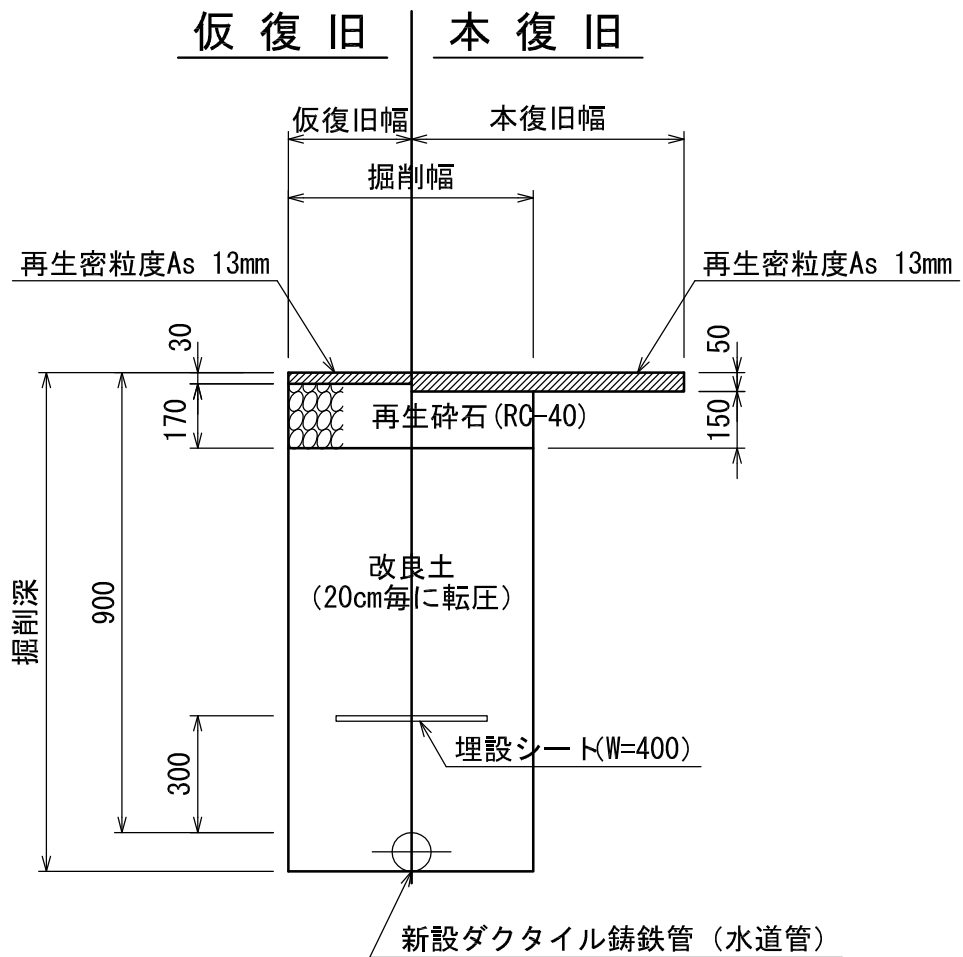 仮復旧
本復旧
仮復旧幅
本復旧幅
掘削幅
再生密粒度As 13mm
再生密粒度As 13mm
30
50
170
再生砕石(RC-40)
150
改良土
(20cm毎に転圧)
掘削深
900
埋設シート(W=400)
300
新設ダクタイル鋳鉄管（水道管）